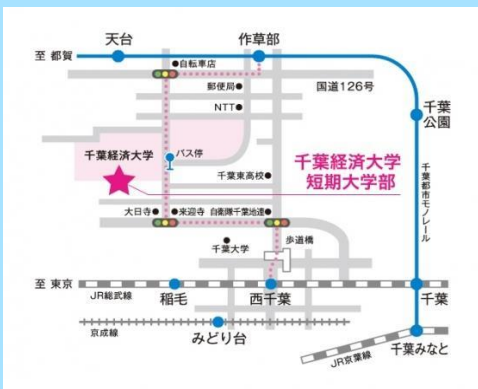 天台
作草部
至 都賀
自転車店
国道126号
郵便局
NTT
千葉
公園
バス停
千葉経済大学
千葉経済大学
短期大学部
千葉東高校
千葉都市モノレール
大日寺
来迎寺
自衛隊千葉地連
歩道橋
千葉大学
至 東京
JR総武線
稲毛
西千葉
千葉
京成線
みどり台
千葉みなと
JR京葉線